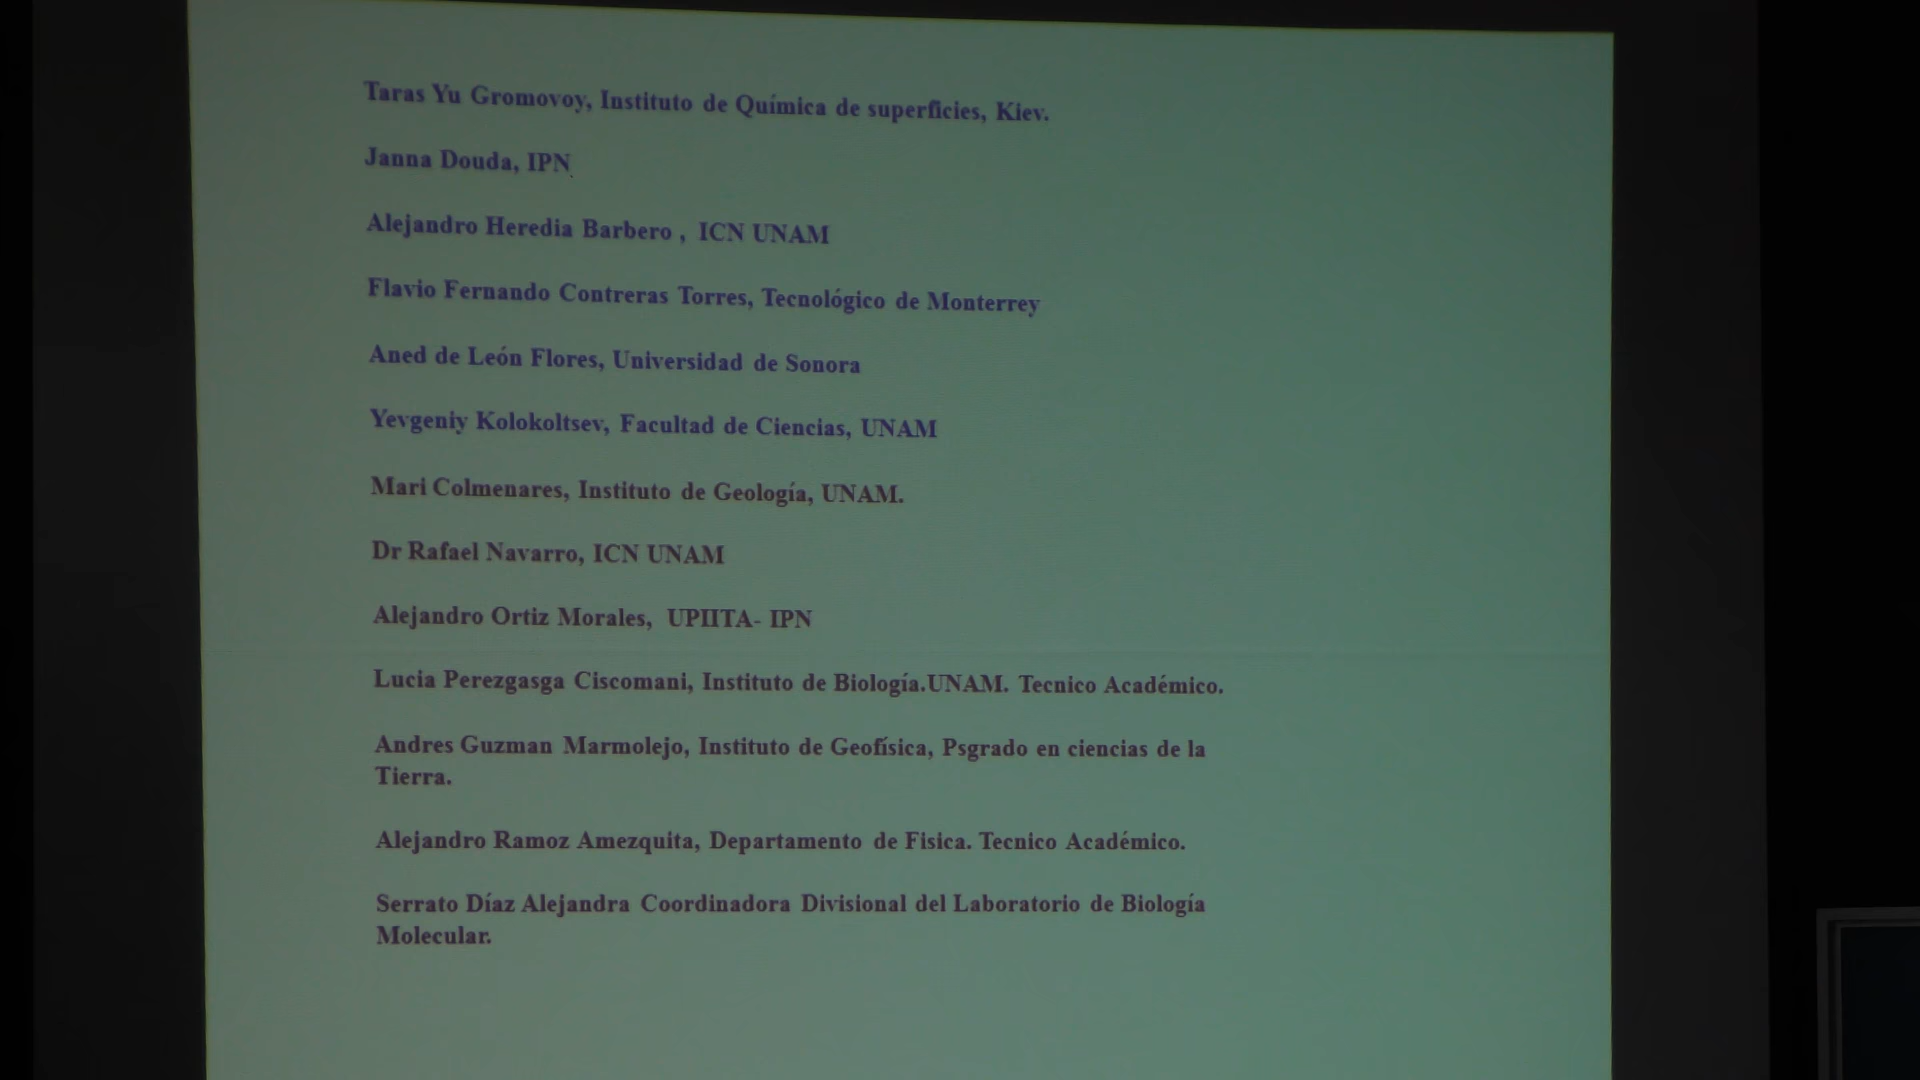 Taras Yu Gromovoy, Instituto de Química de superficies, Kiev.
Janna Douda, IPN
Alejandro Heredia Barbero , ICN UNAM
Flavio Fernando Contreras Torres, Tecnológico de Monterrey
Aned de León Flores, Universidad de Sonora
Yevgeniy Kolokoltsev, Facultad de Ciencias, UNAM
Mari Colmenares, Instituto de Geología, UNAM.
Dr Rafael Navarro, ICN UNAM
Alejandro Ortiz Morales, UPIITA- IPN
Lucia Perezgasga Ciscomani, Instituto de Biología.UNAM. Tecnico Académico.
Andres Guzman Marmolejo, Instituto de Geofísica, Psgrado en ciencias de la
Tierra.
Alejandro Ramoz Amezquita, Departamento de Fisica. Tecnico Académico.
Serrato Díaz Alejandra Coordinadora Divisional del Laboratorio de Biología
Molecular.